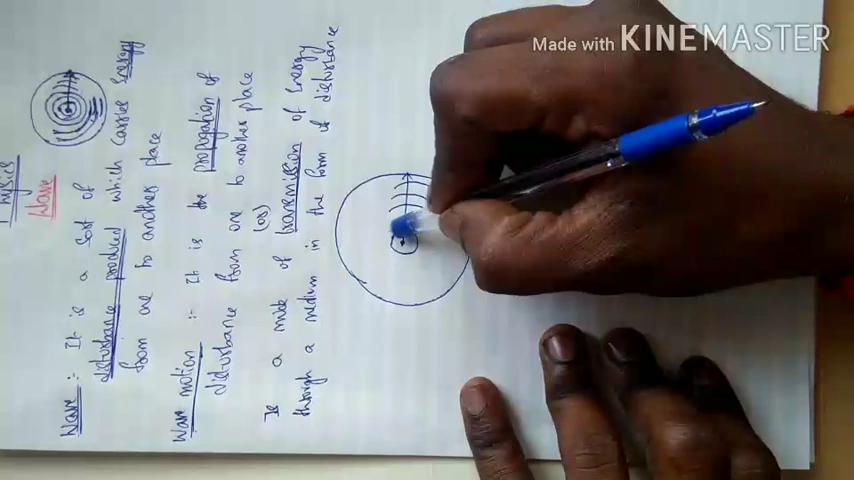 Physics
Wave
Wave :- It is a sort of
disturbance produced which carries Energy
from one to another place
Wave motion :- It is the propagation of
disturbance from one to another place
(or)
Is a mode of transmission of Energy
through a medium in the form of disturbance
Made with KINEMASTER